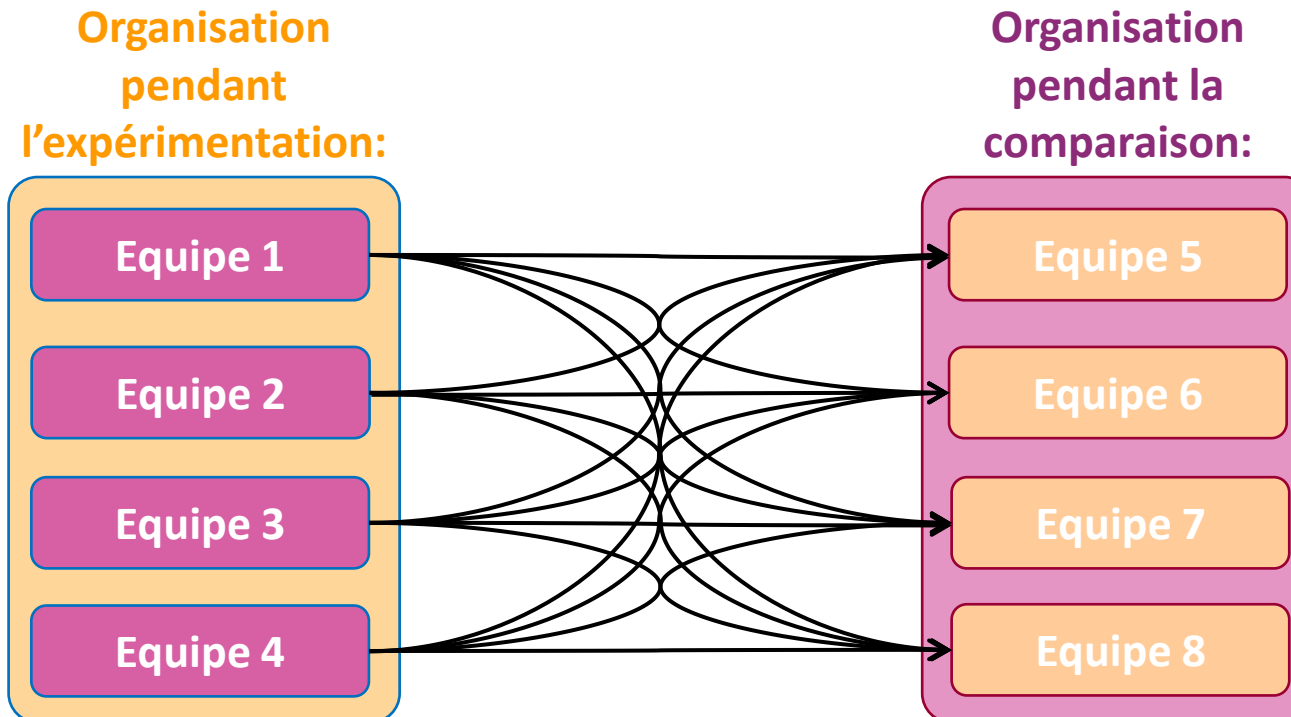 Organisation
pendant
l’expérimentation:
Equipe 1
Equipe 2
Equipe 3
Equipe 4
Organisation
pendant la
comparaison:
Equipe 5
Equipe 6
Equipe 7
Equipe 8